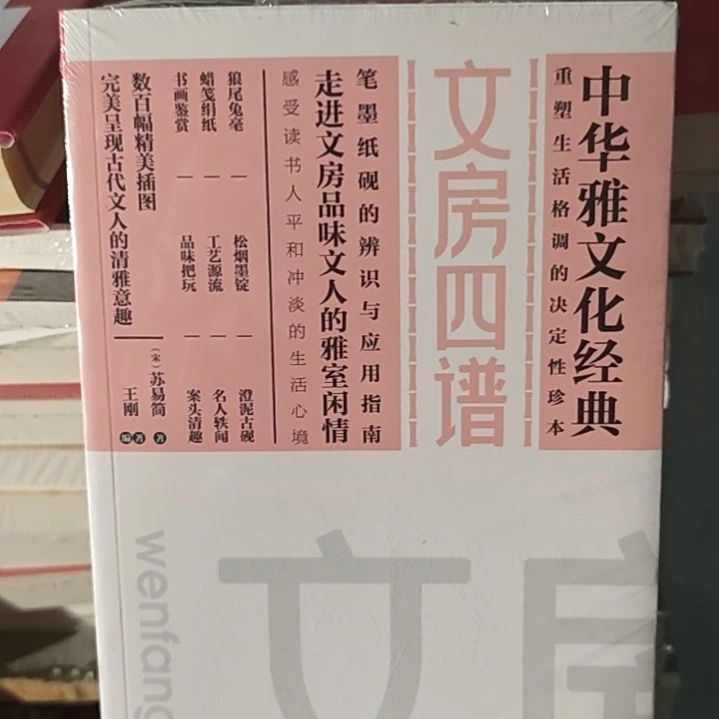 中华雅文化经典
重塑生活格调的决定性珍本
文房四谱
笔墨纸砚的辨识与应用指南
走进文房品味文人的雅室闲情
感受读书人平和冲淡的生活心境
狼尾兔毫—松烟墨锭—澄泥古砚
蜡笺绢纸—工艺源流—名人轶闻
书画鉴赏—品味把玩—案头清趣
数百幅精美插图
完美呈现古代文人的清雅意趣
（宋）苏易简 著
王刚 编著
文房
wenfang